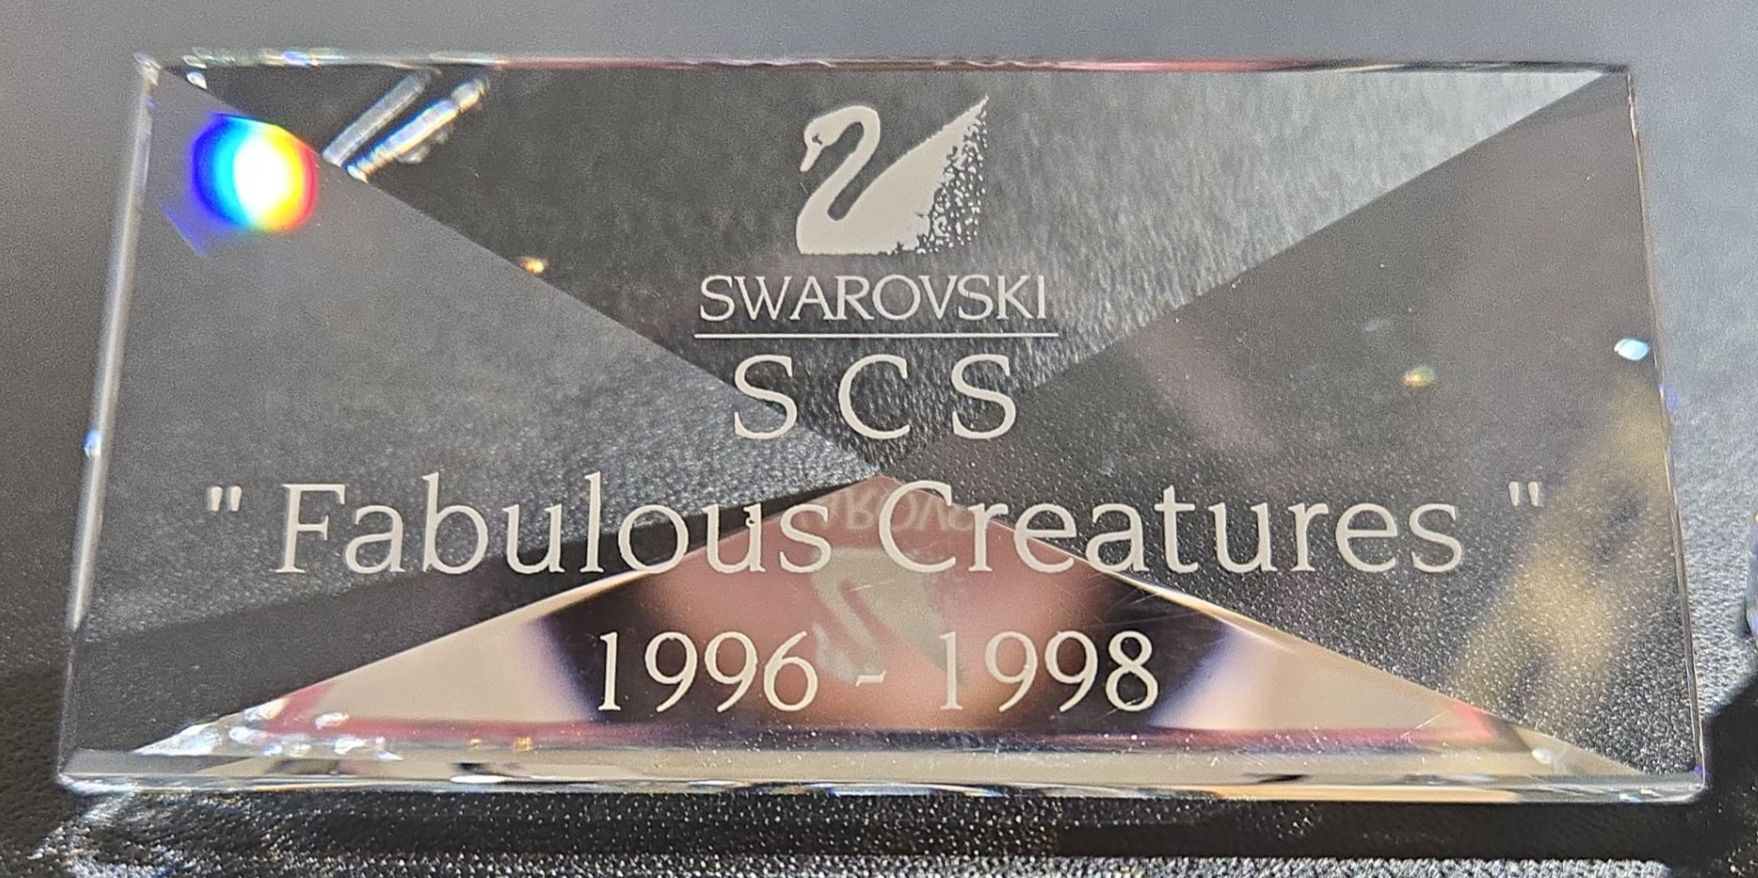 SWAROVSKI
SCS
" Fabulous Creatures "
1996 - 1998